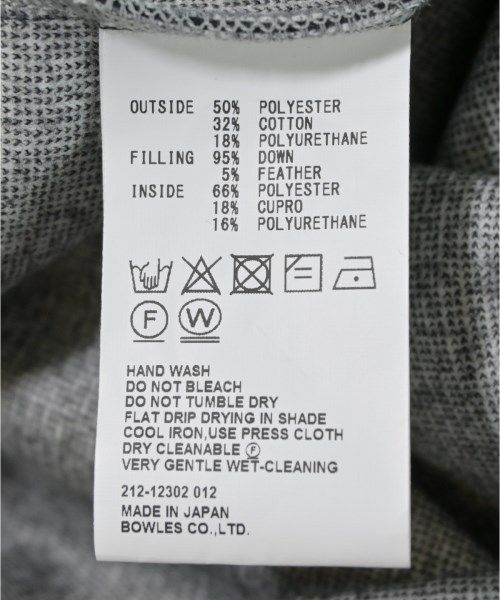 OUTSIDE 50% POLYESTER
32% COTTON
18% POLYURETHANE
FILLING 95% DOWN
5% FEATHER
INSIDE 66% POLYESTER
18% CUPRO
16% POLYURETHANE
F W
HAND WASH
DO NOT BLEACH
DO NOT TUMBLE DRY
FLAT DRIP DRYING IN SHADE
COOL IRON,USE PRESS CLOTH
DRY CLEANABLE Ⓕ
VERY GENTLE WET-CLEANING
212-12302 012
MADE IN JAPAN
BOWLES CO.,LTD.